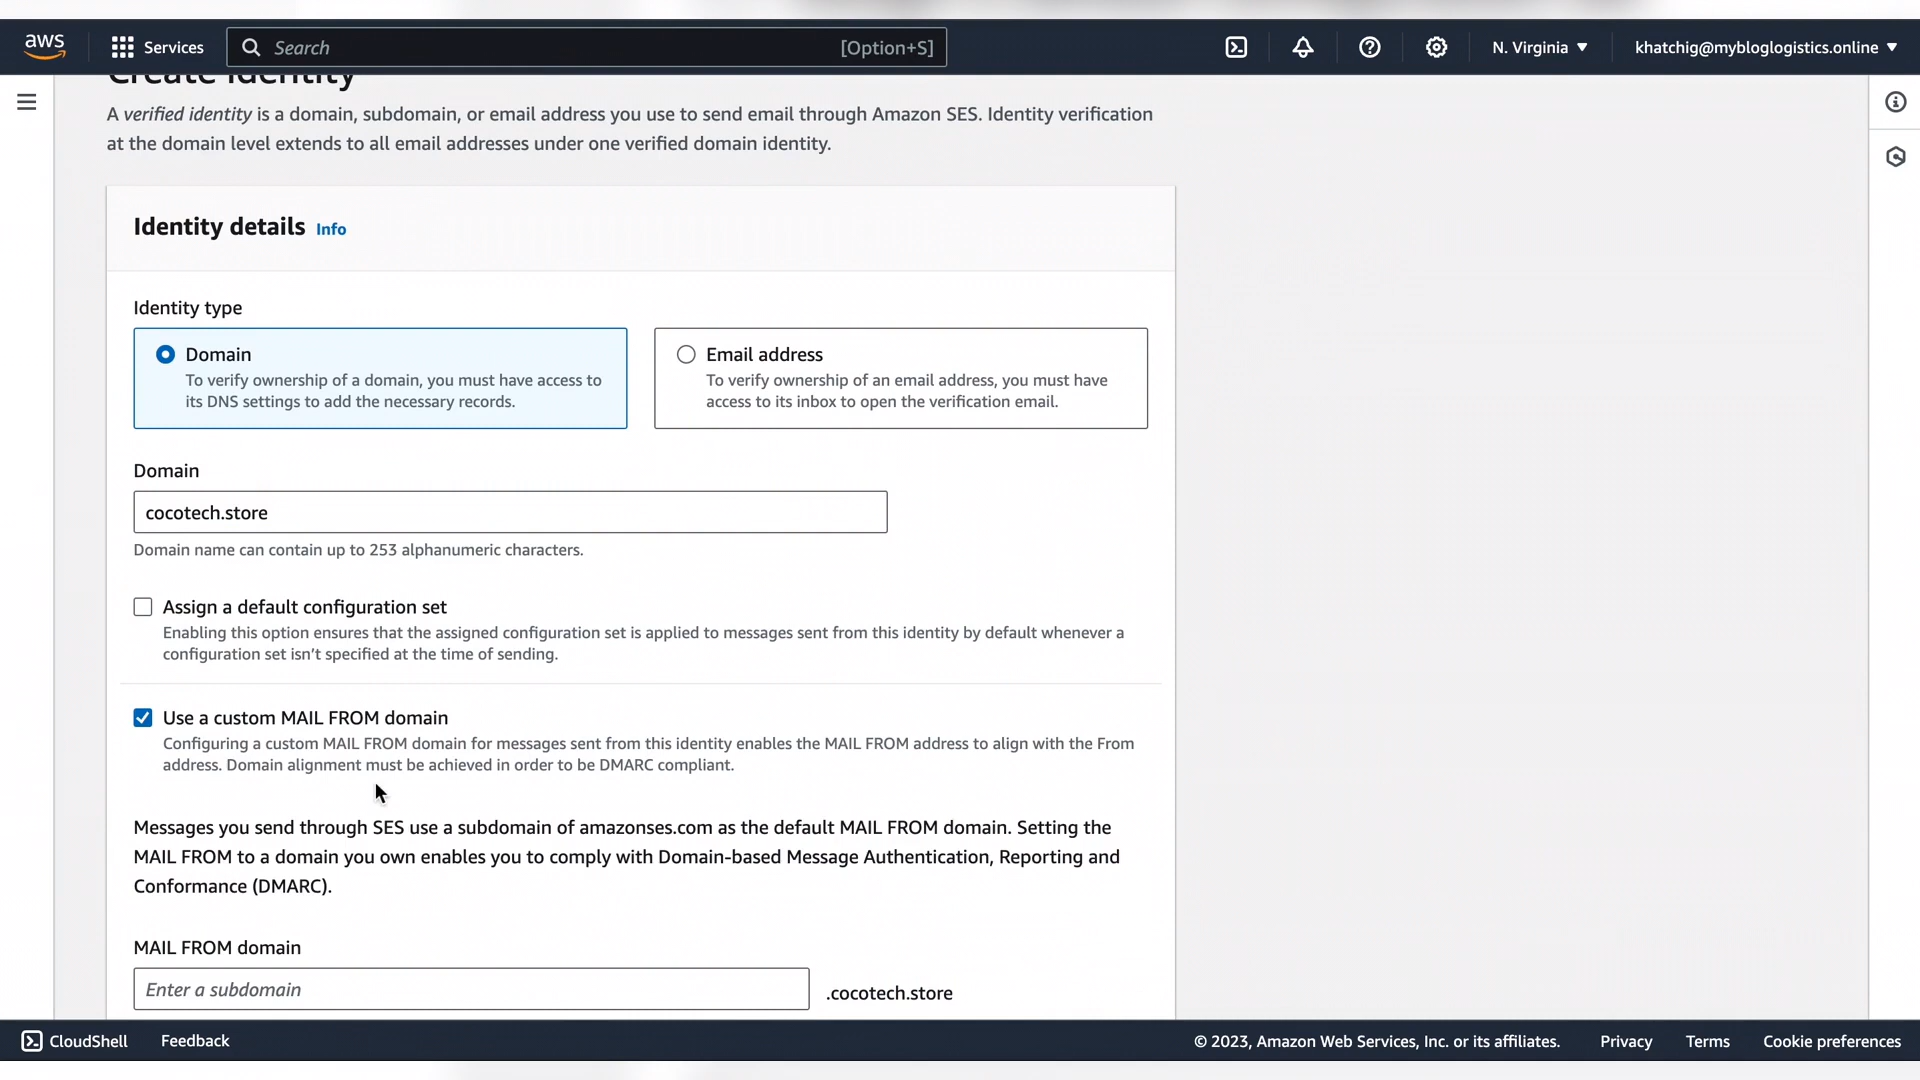 aws
Services
Search
[Option+S]
N. Virginia
khatchig@mybloglogistics.online
Create identity
A verified identity is a domain, subdomain, or email address you use to send email through Amazon SES. Identity verification
at the domain level extends to all email addresses under one verified domain identity.
Identity details Info
Identity type
Domain
To verify ownership of a domain, you must have access to
its DNS settings to add the necessary records.
Email address
To verify ownership of an email address, you must have
access to its inbox to open the verification email.
Domain
cocotech.store
Domain name can contain up to 253 alphanumeric characters.
Assign a default configuration set
Enabling this option ensures that the assigned configuration set is applied to messages sent from this identity by default whenever a
configuration set isn't specified at the time of sending.
Use a custom MAIL FROM domain
Configuring a custom MAIL FROM domain for messages sent from this identity enables the MAIL FROM address to align with the From
address. Domain alignment must be achieved in order to be DMARC compliant.
Messages you send through SES use a subdomain of amazonses.com as the default MAIL FROM domain. Setting the
MAIL FROM to a domain you own enables you to comply with Domain-based Message Authentication, Reporting and
Conformance (DMARC).
MAIL FROM domain
Enter a subdomain
.cocotech.store
CloudShell
Feedback
© 2023, Amazon Web Services, Inc. or its affiliates.
Privacy
Terms
Cookie preferences